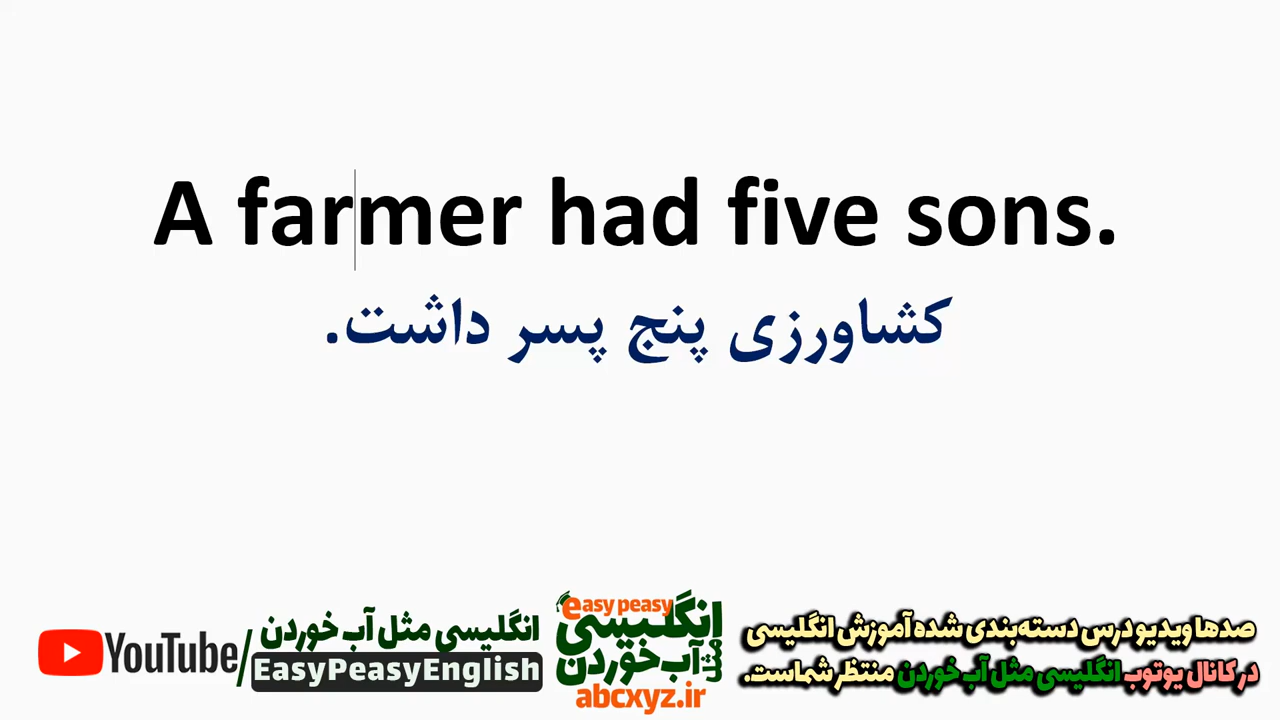 A farmer had five sons.
کشاورزی پنج پسر داشت.
YouTube/
انگلیسی مثل آب خوردن
EasyPeasyEnglish
easy peasy
انگلیسی
مثل
آب خوردن
abcxyz.ir
صدها ویدیو درس دسته‌بندی شده آموزش انگلیسی
در کانال یوتوب انگلیسی مثل آب خوردن منتظر شماست.